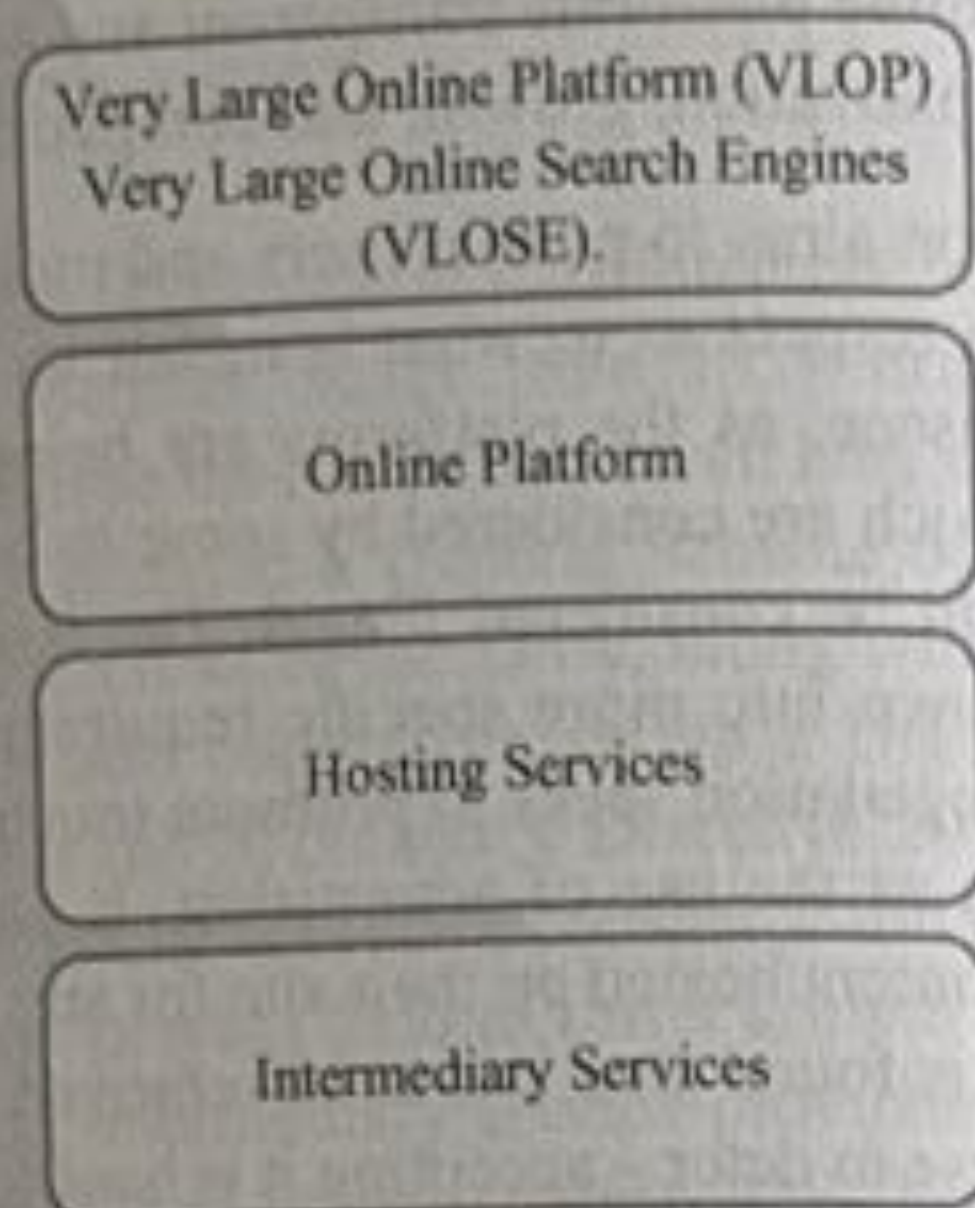 Very Large Online Platform (VLOP)
Very Large Online Search Engines
(VLOSE).
Online Platform
Hosting Services
Intermediary Services